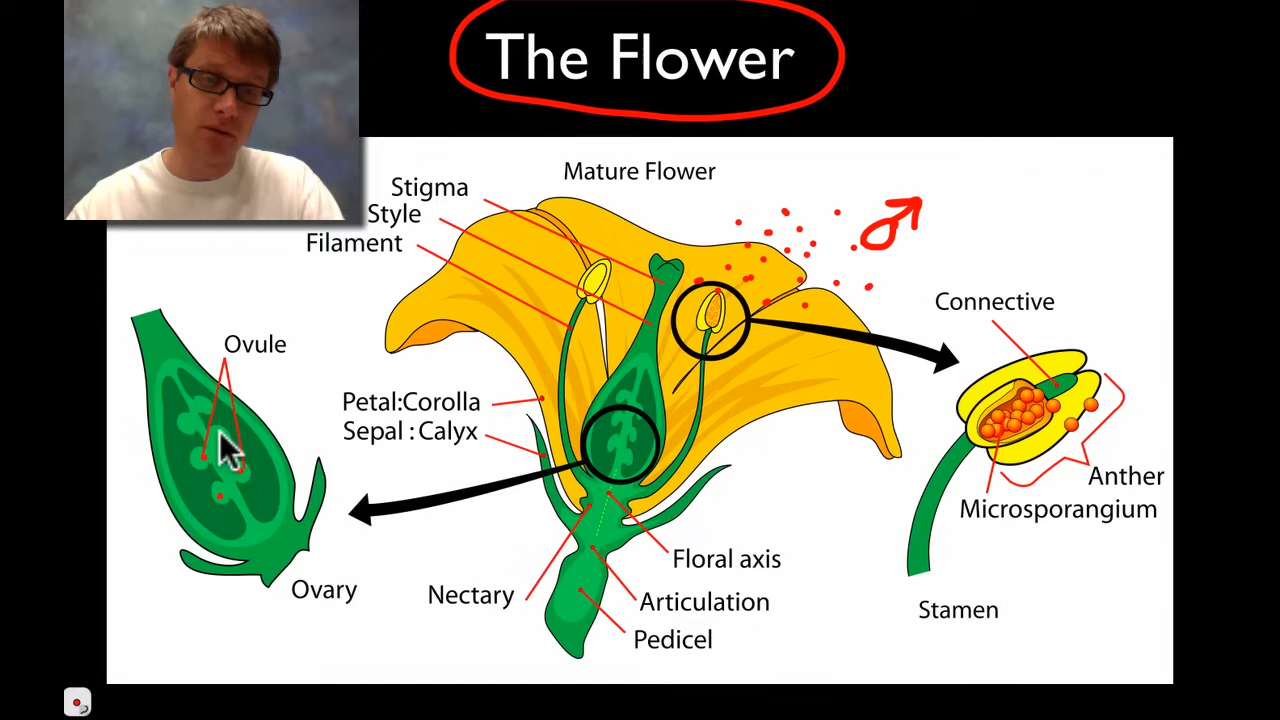 The Flower
Mature Flower
Stigma
Style
Filament
Connective
Ovule
Petal:Corolla
Sepal : Calyx
Anther
Microsporangium
Floral axis
Ovary
Nectary
Articulation
Stamen
Pedicel